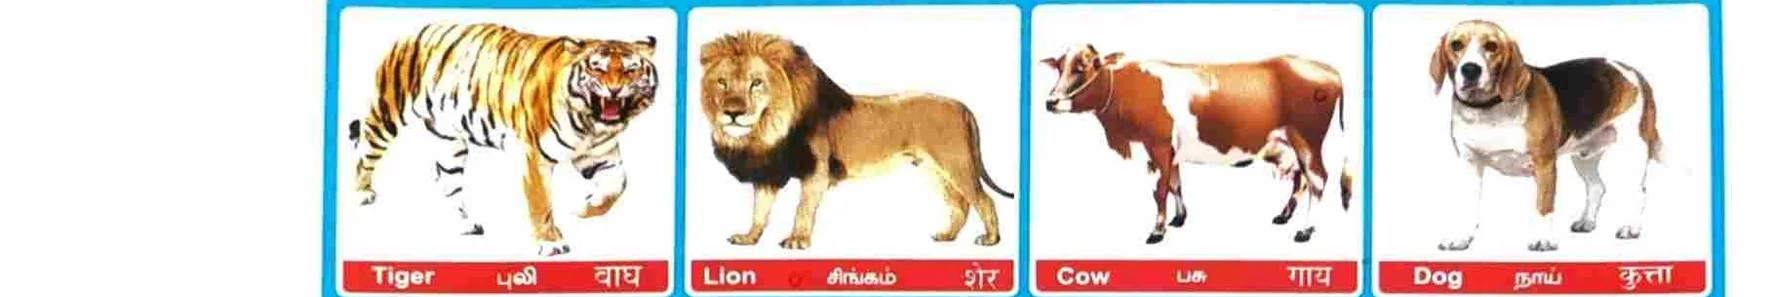 Tiger புலி वाघ Lion சிங்கம் शेर Cow பசு गाय Dog நாய் कुत्ता